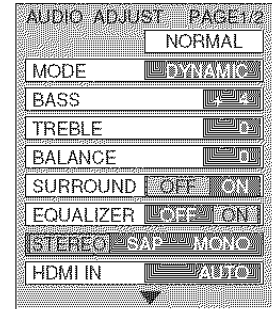 AUDIO ADJUST PAGE1/2
NORMAL
MODE DYNAMIC
BASS + 4
TREBLE 0
BALANCE 0
SURROUND OFF ON
EQUALIZER OFF ON
STEREO SAP MONO
HDMI IN AUTO